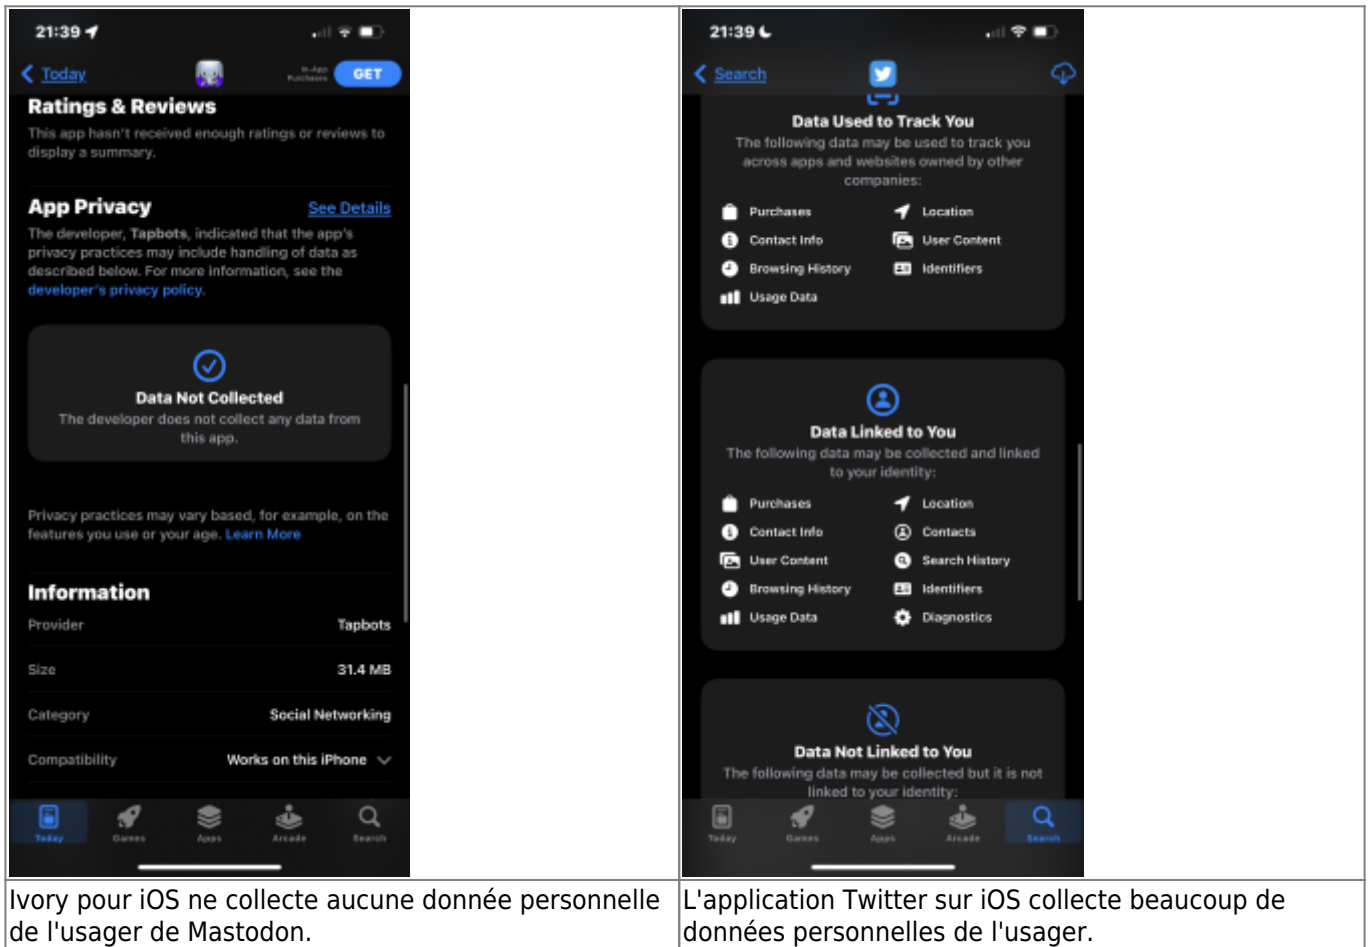 21:39
Today
In-App
Purchases
GET
Ratings & Reviews
This app hasn't received enough ratings or reviews to
display a summary.
App Privacy
See Details
The developer, Tapbots, indicated that the app's
privacy practices may include handling of data as
described below. For more information, see the
developer's privacy policy.
Data Not Collected
The developer does not collect any data from
this app.
Privacy practices may vary based, for example, on the
features you use or your age. Learn More
Information
Provider Tapbots
Size 31.4 MB
Category Social Networking
Compatibility Works on this iPhone
Today Games Apps Arcade Search
Ivory pour iOS ne collecte aucune donnée personnelle
de l'usager de Mastodon.
21:39
Search
Data Used to Track You
The following data may be used to track you
across apps and websites owned by other
companies:
Purchases Location
Contact Info User Content
Browsing History Identifiers
Usage Data
Data Linked to You
The following data may be collected and linked
to your identity:
Purchases Location
Contact Info Contacts
User Content Search History
Browsing History Identifiers
Usage Data Diagnostics
Data Not Linked to You
The following data may be collected but it is not
linked to your identity:
Today Games Apps Arcade Search
L'application Twitter sur iOS collecte beaucoup de
données personnelles de l'usager.